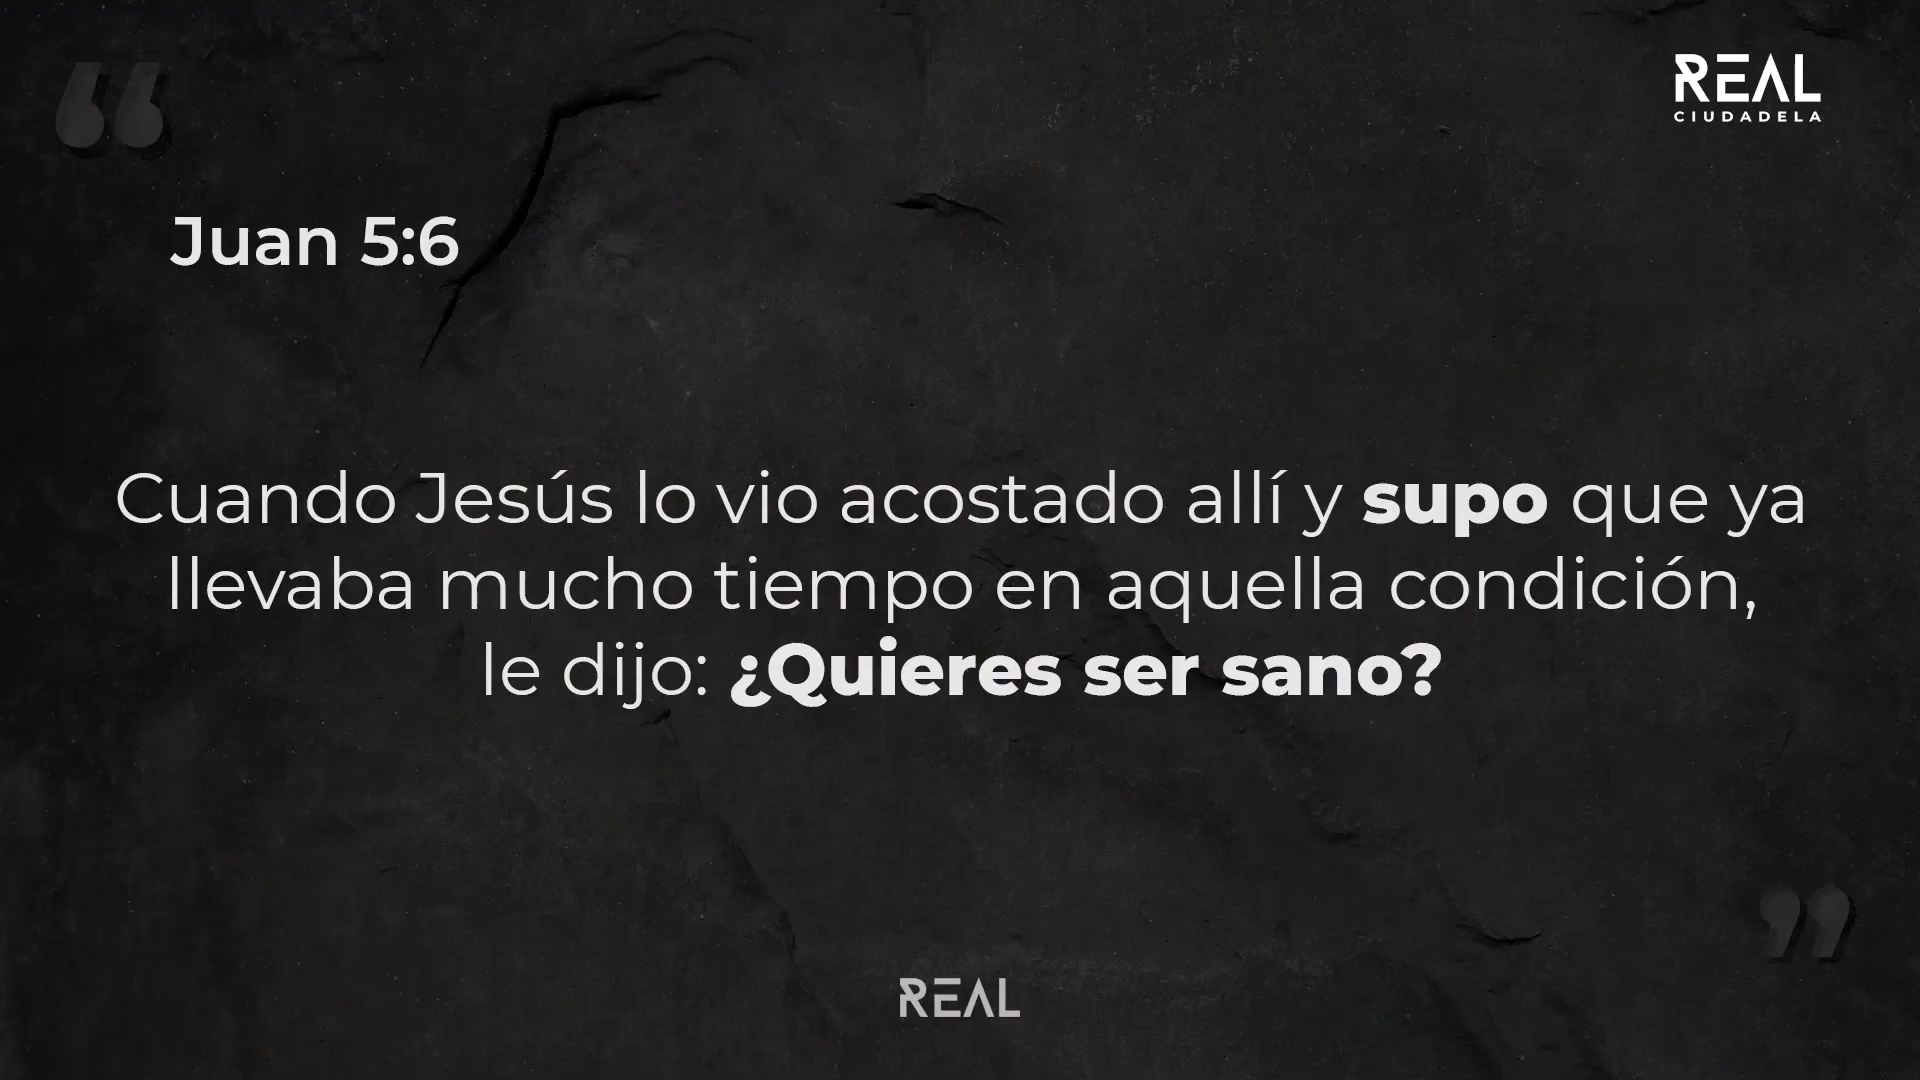 “
REAL
CIUDADELA
Juan 5:6
Cuando Jesús lo vio acostado allí y supo que ya
llevaba mucho tiempo en aquella condición,
le dijo: ¿Quieres ser sano?
”
REAL